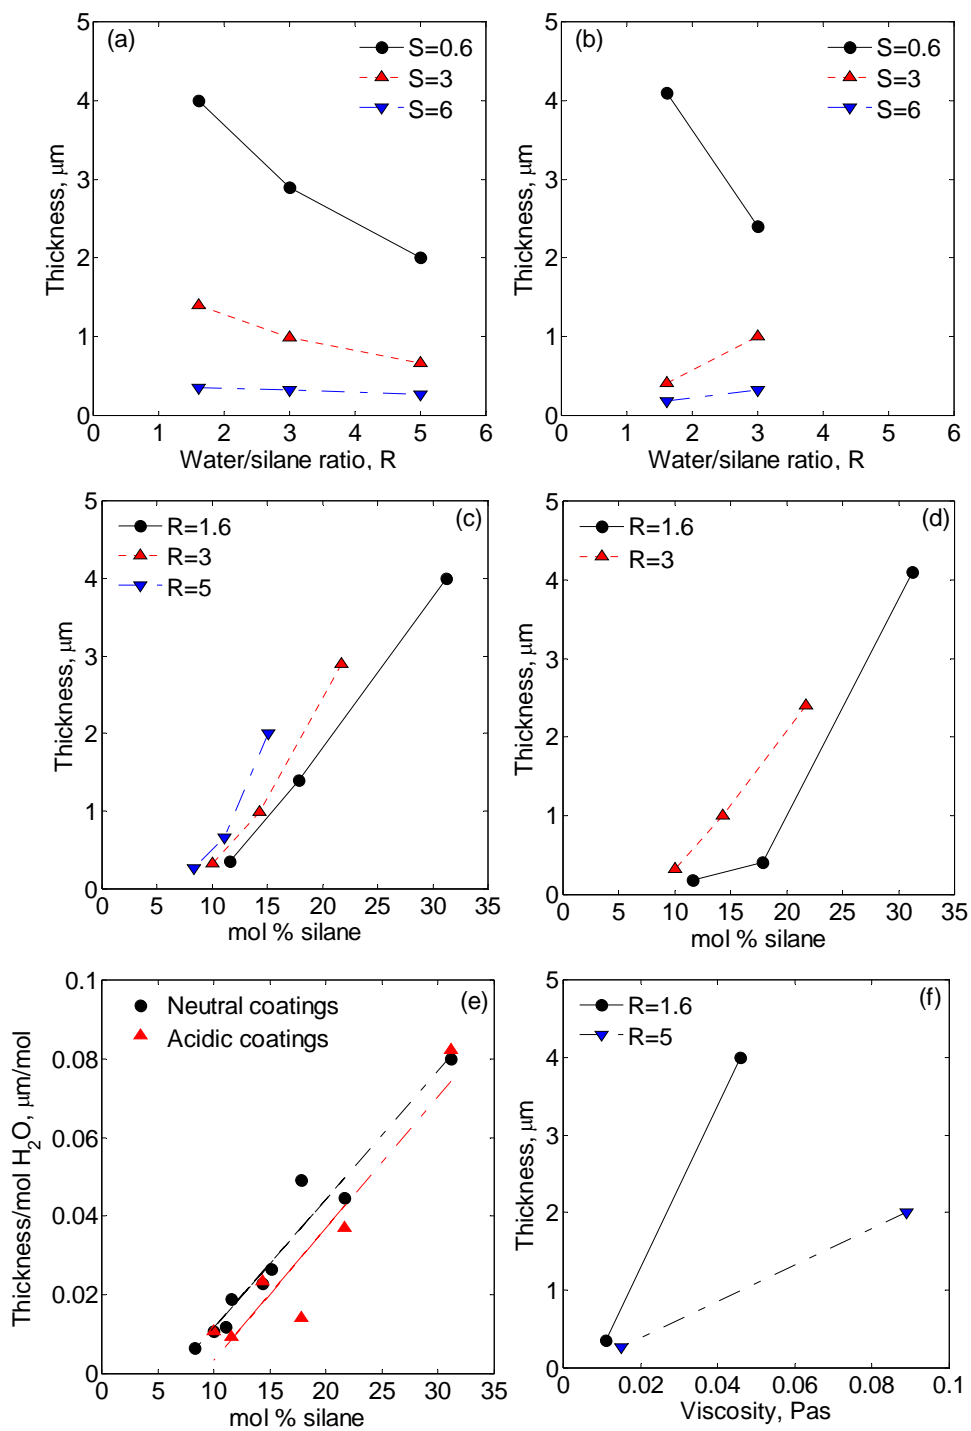 (a)
S=0.6
S=3
S=6
5
4
3
2
1
0
Thickness, μm
0 1 2 3 4 5 6
Water/silane ratio, R
(b)
S=0.6
S=3
S=6
5
4
3
2
1
0
Thickness, μm
1 2 3 4 5 6
Water/silane ratio, R
(c)
R=1.6
R=3
R=5
5
4
3
2
1
0
Thickness, μm
0 5 10 15 20 25 30 35
mol % silane
(d)
R=1.6
R=3
5
4
3
2
1
0
Thickness, μm
0 5 10 15 20 25 30 35
mol % silane
(e)
Neutral coatings
Acidic coatings
0.1
0.08
0.06
0.04
0.02
0
Thickness/mol H₂O, μm/mol
0 5 10 15 20 25 30 35
mol % silane
(f)
R=1.6
R=5
5
4
3
2
1
0
Thickness, μm
0 0.02 0.04 0.06 0.08 0.1
Viscosity, Pas